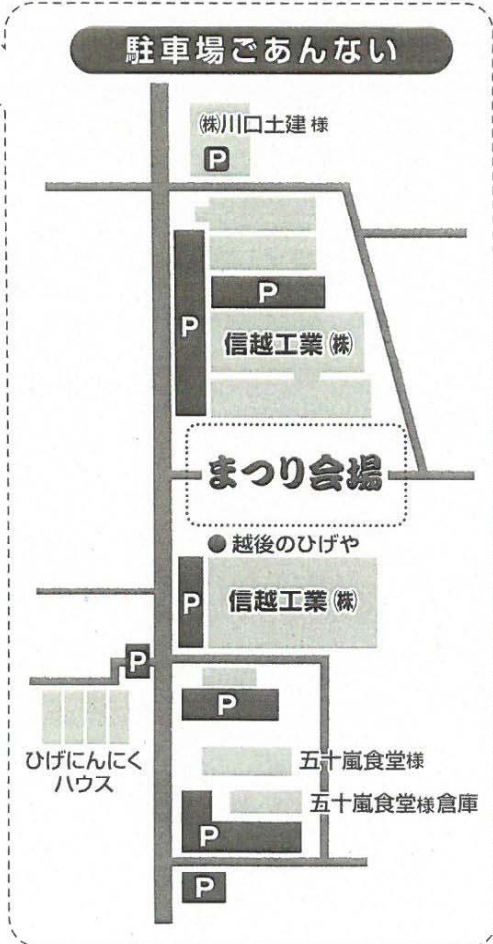 駐車場ごあんない
㈱川口土建 様
P
P
P
信越工業㈱
まつり会場
●越後のひげや
P
信越工業㈱
P
P
ひげにんにく
ハウス
五十嵐食堂様
五十嵐食堂様倉庫
P
P